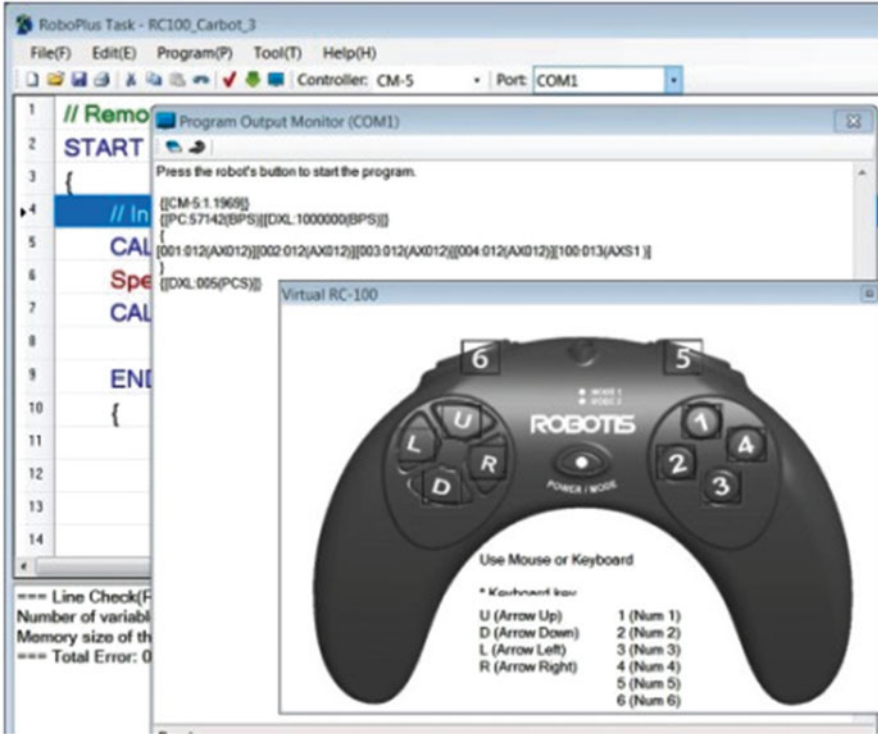 RoboPlus Task - RC100_Carbot_3
File(F) Edit(E) Program(P) Tool(T) Help(H)
Controller: CM-5 Port: COM1
1 // Remo
2 START
3 {
4 // In
5 CAL
6 Spe
7 CAL
8
9 END
10 {
11
12
13
14
Program Output Monitor (COM1)
Press the robot's button to start the program.
{[CM-5:1.1969]}
{[PC:57142(BPS)][DXL:1000000(BPS)]}
{
[001:012(AX012)][002:012(AX012)][003:012(AX012)][004:012(AX012)][100:013(AXS1 )]
}
{[DXL:005(PCS)]}
Virtual RC-100
6 5
MODE 1
MODE 2
ROBOTIS
U L R D
1 2 4 3
POWER / MODE
Use Mouse or Keyboard
* Keyboard key
U (Arrow Up) 1 (Num 1)
D (Arrow Down) 2 (Num 2)
L (Arrow Left) 3 (Num 3)
R (Arrow Right) 4 (Num 4)
5 (Num 5)
6 (Num 6)
=== Line Check(F
Number of variabl
Memory size of th
=== Total Error: 0